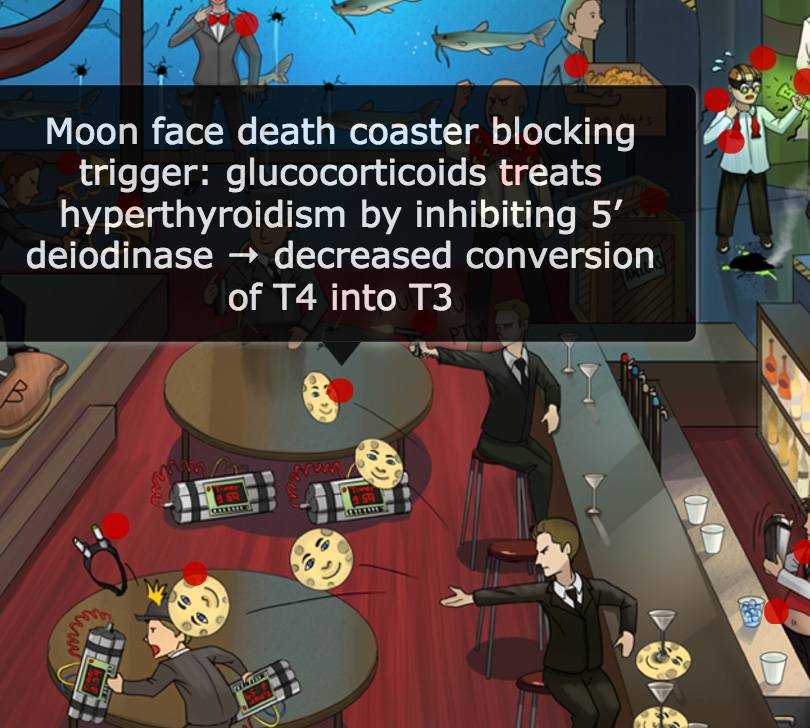 Moon face death coaster blocking
trigger: glucocorticoids treats
hyperthyroidism by inhibiting 5′
deiodinase → decreased conversion
of T4 into T3
β